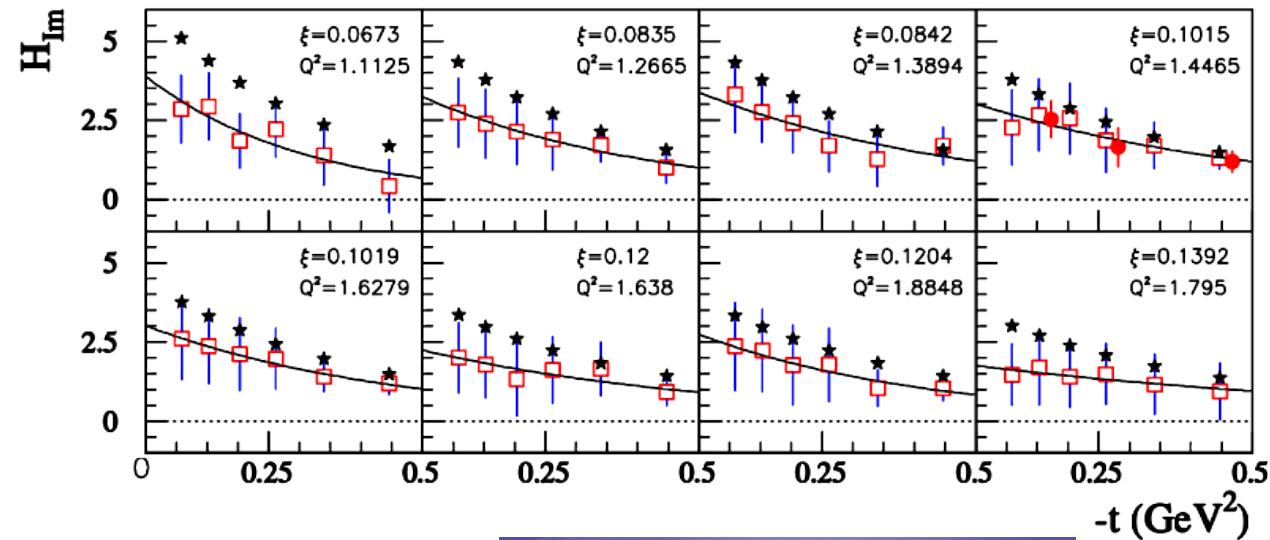 H_Im
5
2.5
0
ξ=0.0673
Q²=1.1125
ξ=0.0835
Q²=1.2665
ξ=0.0842
Q²=1.3894
ξ=0.1015
Q²=1.4465
5
2.5
0
ξ=0.1019
Q²=1.6279
ξ=0.12
Q²=1.638
ξ=0.1204
Q²=1.8848
ξ=0.1392
Q²=1.795
0 0.25 0.5 0.25 0.5 0.25 0.5 0.25 0.5
-t (GeV²)